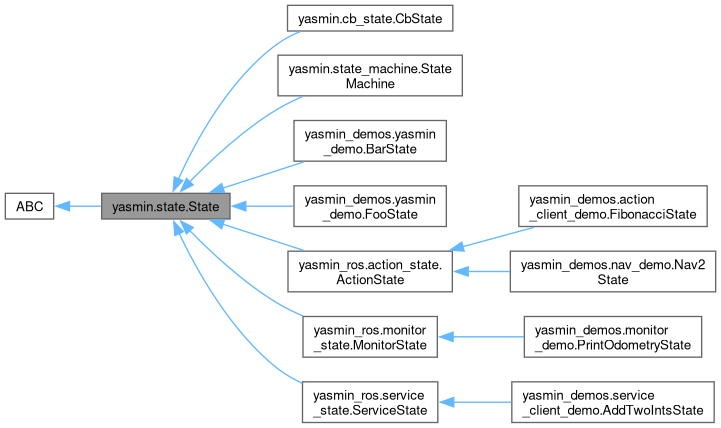 yasmin.cb_state.CbState
yasmin.state_machine.State
Machine
yasmin_demos.yasmin
_demo.BarState
ABC
yasmin.state.State
yasmin_demos.yasmin
_demo.FooState
yasmin_demos.action
_client_demo.FibonacciState
yasmin_ros.action_state.
ActionState
yasmin_demos.nav_demo.Nav2
State
yasmin_ros.monitor
_state.MonitorState
yasmin_demos.monitor
_demo.PrintOdometryState
yasmin_ros.service
_state.ServiceState
yasmin_demos.service
_client_demo.AddTwoIntsState